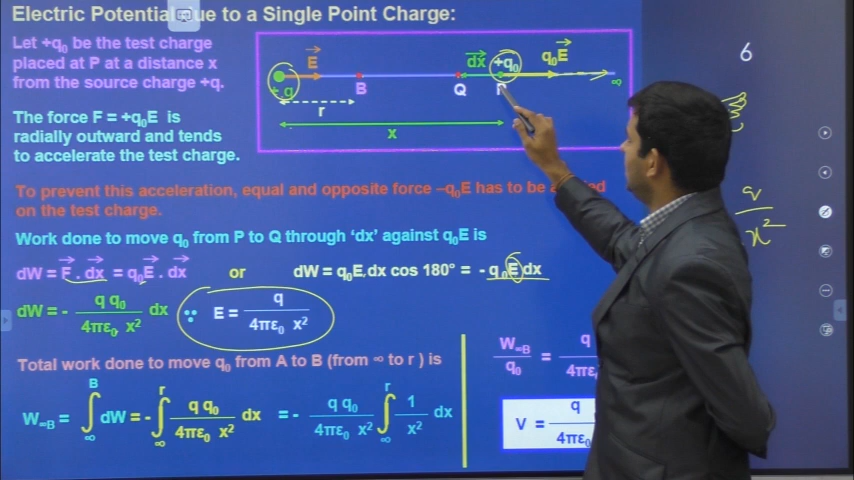 Electric Potential due to a Single Point Charge:
Let +q₀ be the test charge
placed at P at a distance x
from the source charge +q.
The force F = +q₀E is
radially outward and tends
to accelerate the test charge.
E
dx
+q₀
q₀E
+q
B
Q
∞
r
x
6
q
x²
To prevent this acceleration, equal and opposite force –q₀E has to be
on the test charge.
Work done to move q₀ from P to Q through ‘dx’ against q₀E is
dW = F . dx = q₀E . dx or dW = q₀E dx cos 180° = - q₀E dx
dW = - q q₀ / 4πε₀ x² dx ∵ E = q / 4πε₀ x²
Total work done to move q₀ from A to B (from ∞ to r ) is
W∞B = ∫∞B dW = - ∫∞r q q₀ / 4πε₀ x² dx = - q q₀ / 4πε₀ x² ∫∞r 1 / x² dx
W∞B / q₀ = q / 4πε₀
V = q / 4πε₀